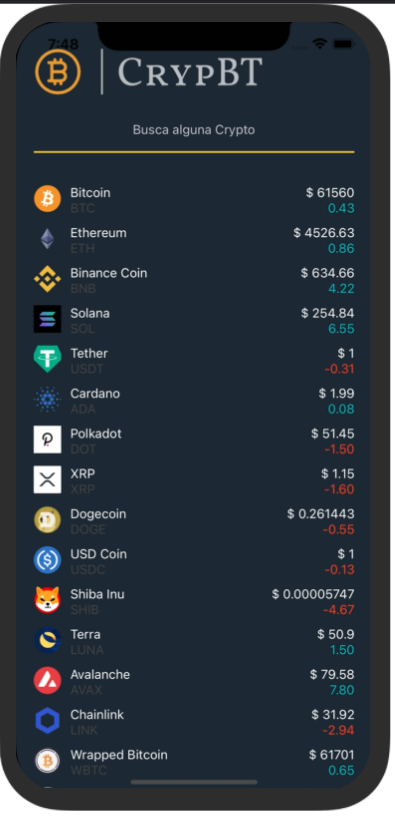 7:48
CRYPBT
Busca alguna Crypto
Bitcoin $ 61560
BTC 0.43
Ethereum $ 4526.63
ETH 0.86
Binance Coin $ 634.66
BNB 4.22
Solana $ 254.84
SOL 6.55
Tether $ 1
USDT -0.31
Cardano $ 1.99
ADA 0.08
Polkadot $ 51.45
DOT -1.50
XRP $ 1.15
XRP -1.60
Dogecoin $ 0.261443
DOGE -0.55
USD Coin $ 1
USDC -0.13
Shiba Inu $ 0.00005747
SHIB -4.67
Terra $ 50.9
LUNA 1.50
Avalanche $ 79.58
AVAX 7.80
Chainlink $ 31.92
LINK -2.94
Wrapped Bitcoin $ 61701
WBTC 0.65